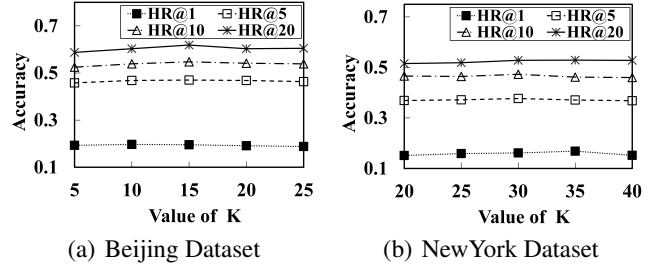 HR@1 HR@5
HR@10 HR@20
0.7
0.5
0.3
0.1
Accuracy
5 10 15 20 25
Value of K
(a) Beijing Dataset
HR@1 HR@5
HR@10 HR@20
0.7
0.5
0.3
0.1
Accuracy
20 25 30 35 40
Value of K
(b) NewYork Dataset